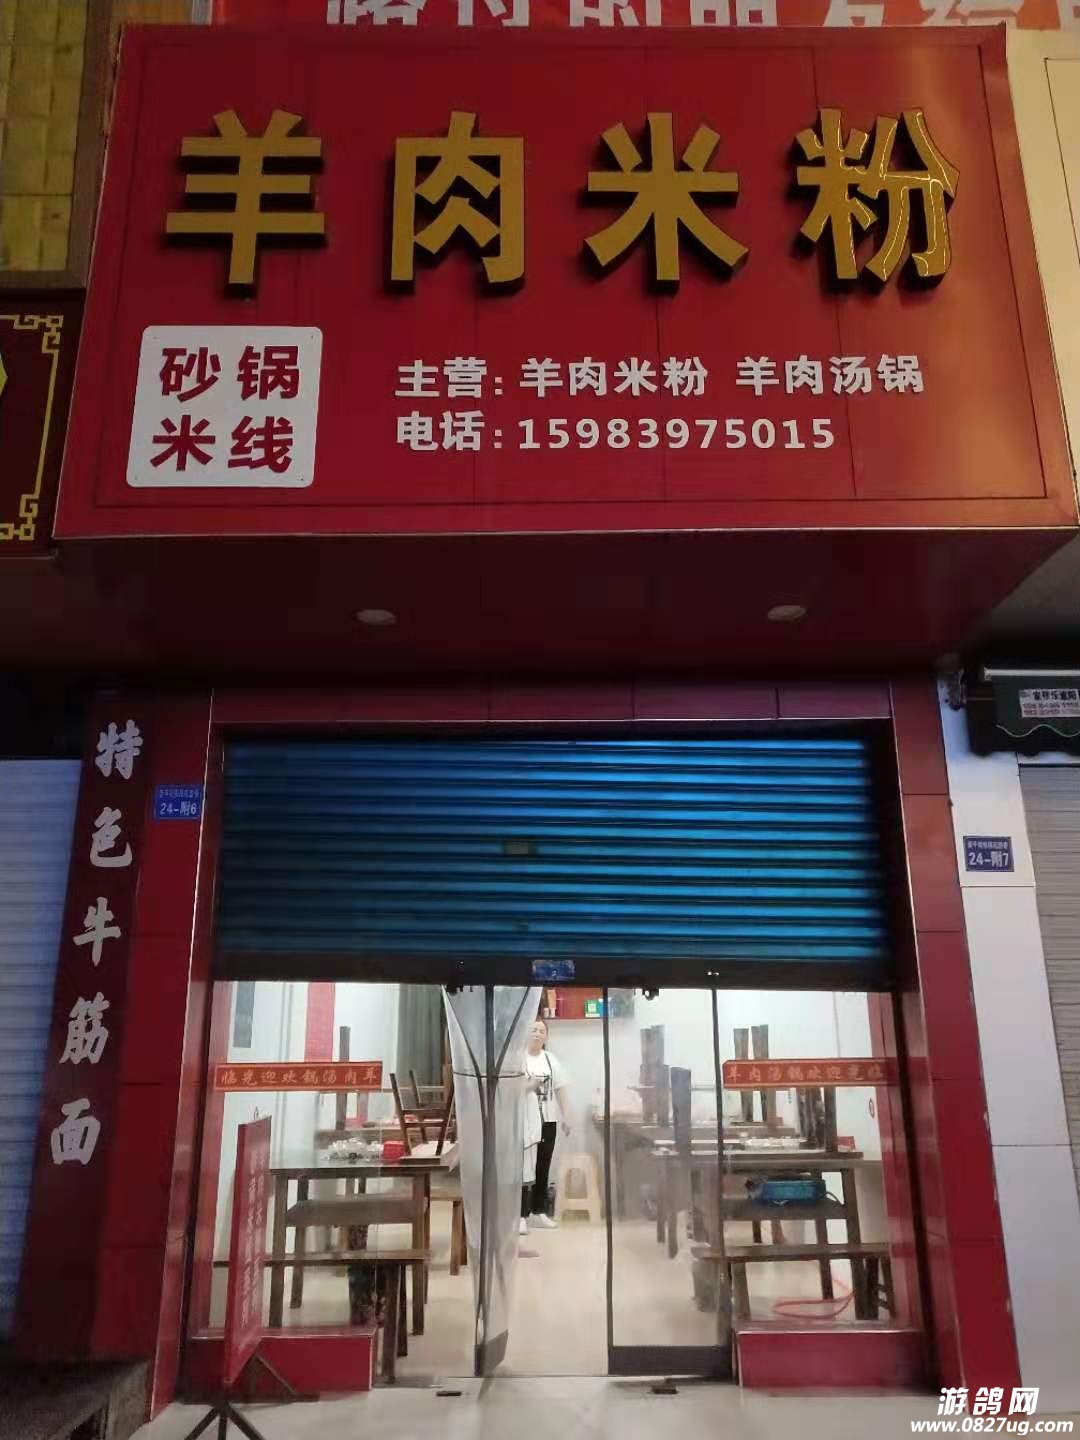 羊肉米粉
砂锅
米线
主营:羊肉米粉 羊肉汤锅
电话:15983975015
特色牛筋面
24-附6
24-附7
临光迎欢锅汤肉羊
羊肉汤锅欢迎光临
游鸽网
www.0827ug.com